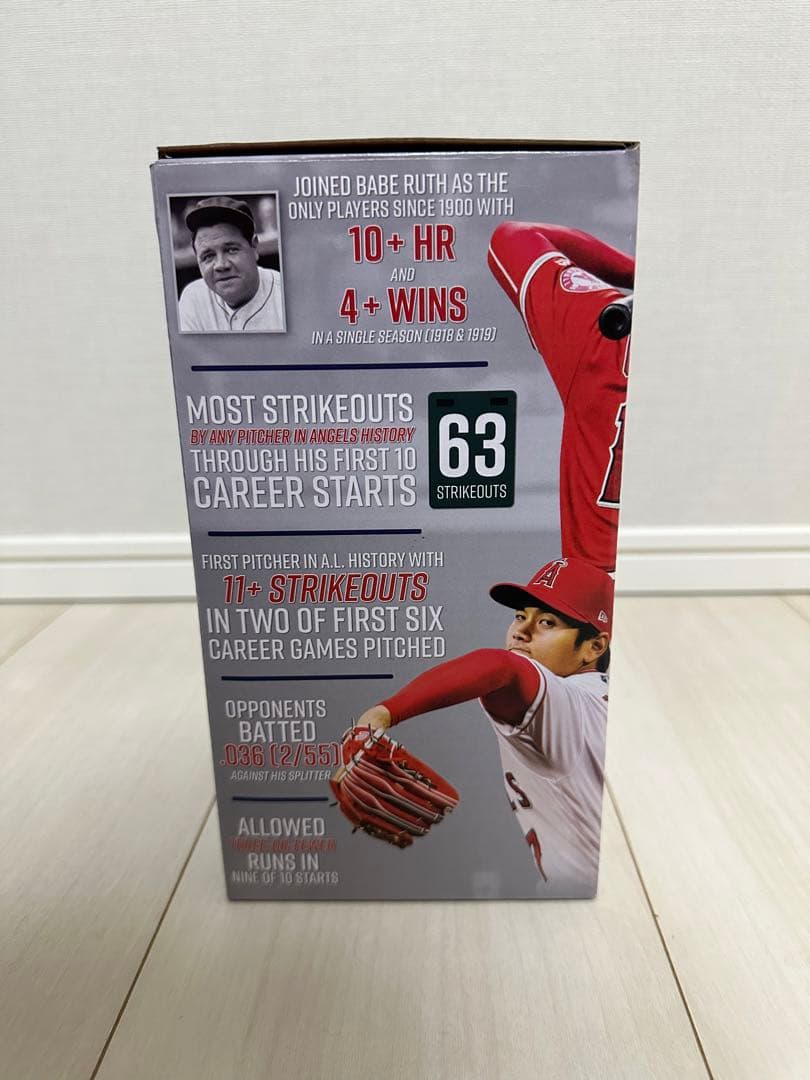 JOINED BABE RUTH AS THE
ONLY PLAYERS SINCE 1900 WITH
10+ HR
AND
4+ WINS
IN A SINGLE SEASON (1918 & 1919)
MOST STRIKEOUTS
BY ANY PITCHER IN ANGELS HISTORY
THROUGH HIS FIRST 10
CAREER STARTS
63
STRIKEOUTS
FIRST PITCHER IN A.L. HISTORY WITH
11+ STRIKEOUTS
IN TWO OF FIRST SIX
CAREER GAMES PITCHED
OPPONENTS
BATTED
.036 (2/55)
AGAINST HIS SPLITTER
ALLOWED
THREE OR FEWER
RUNS IN
NINE OF 10 STARTS
A